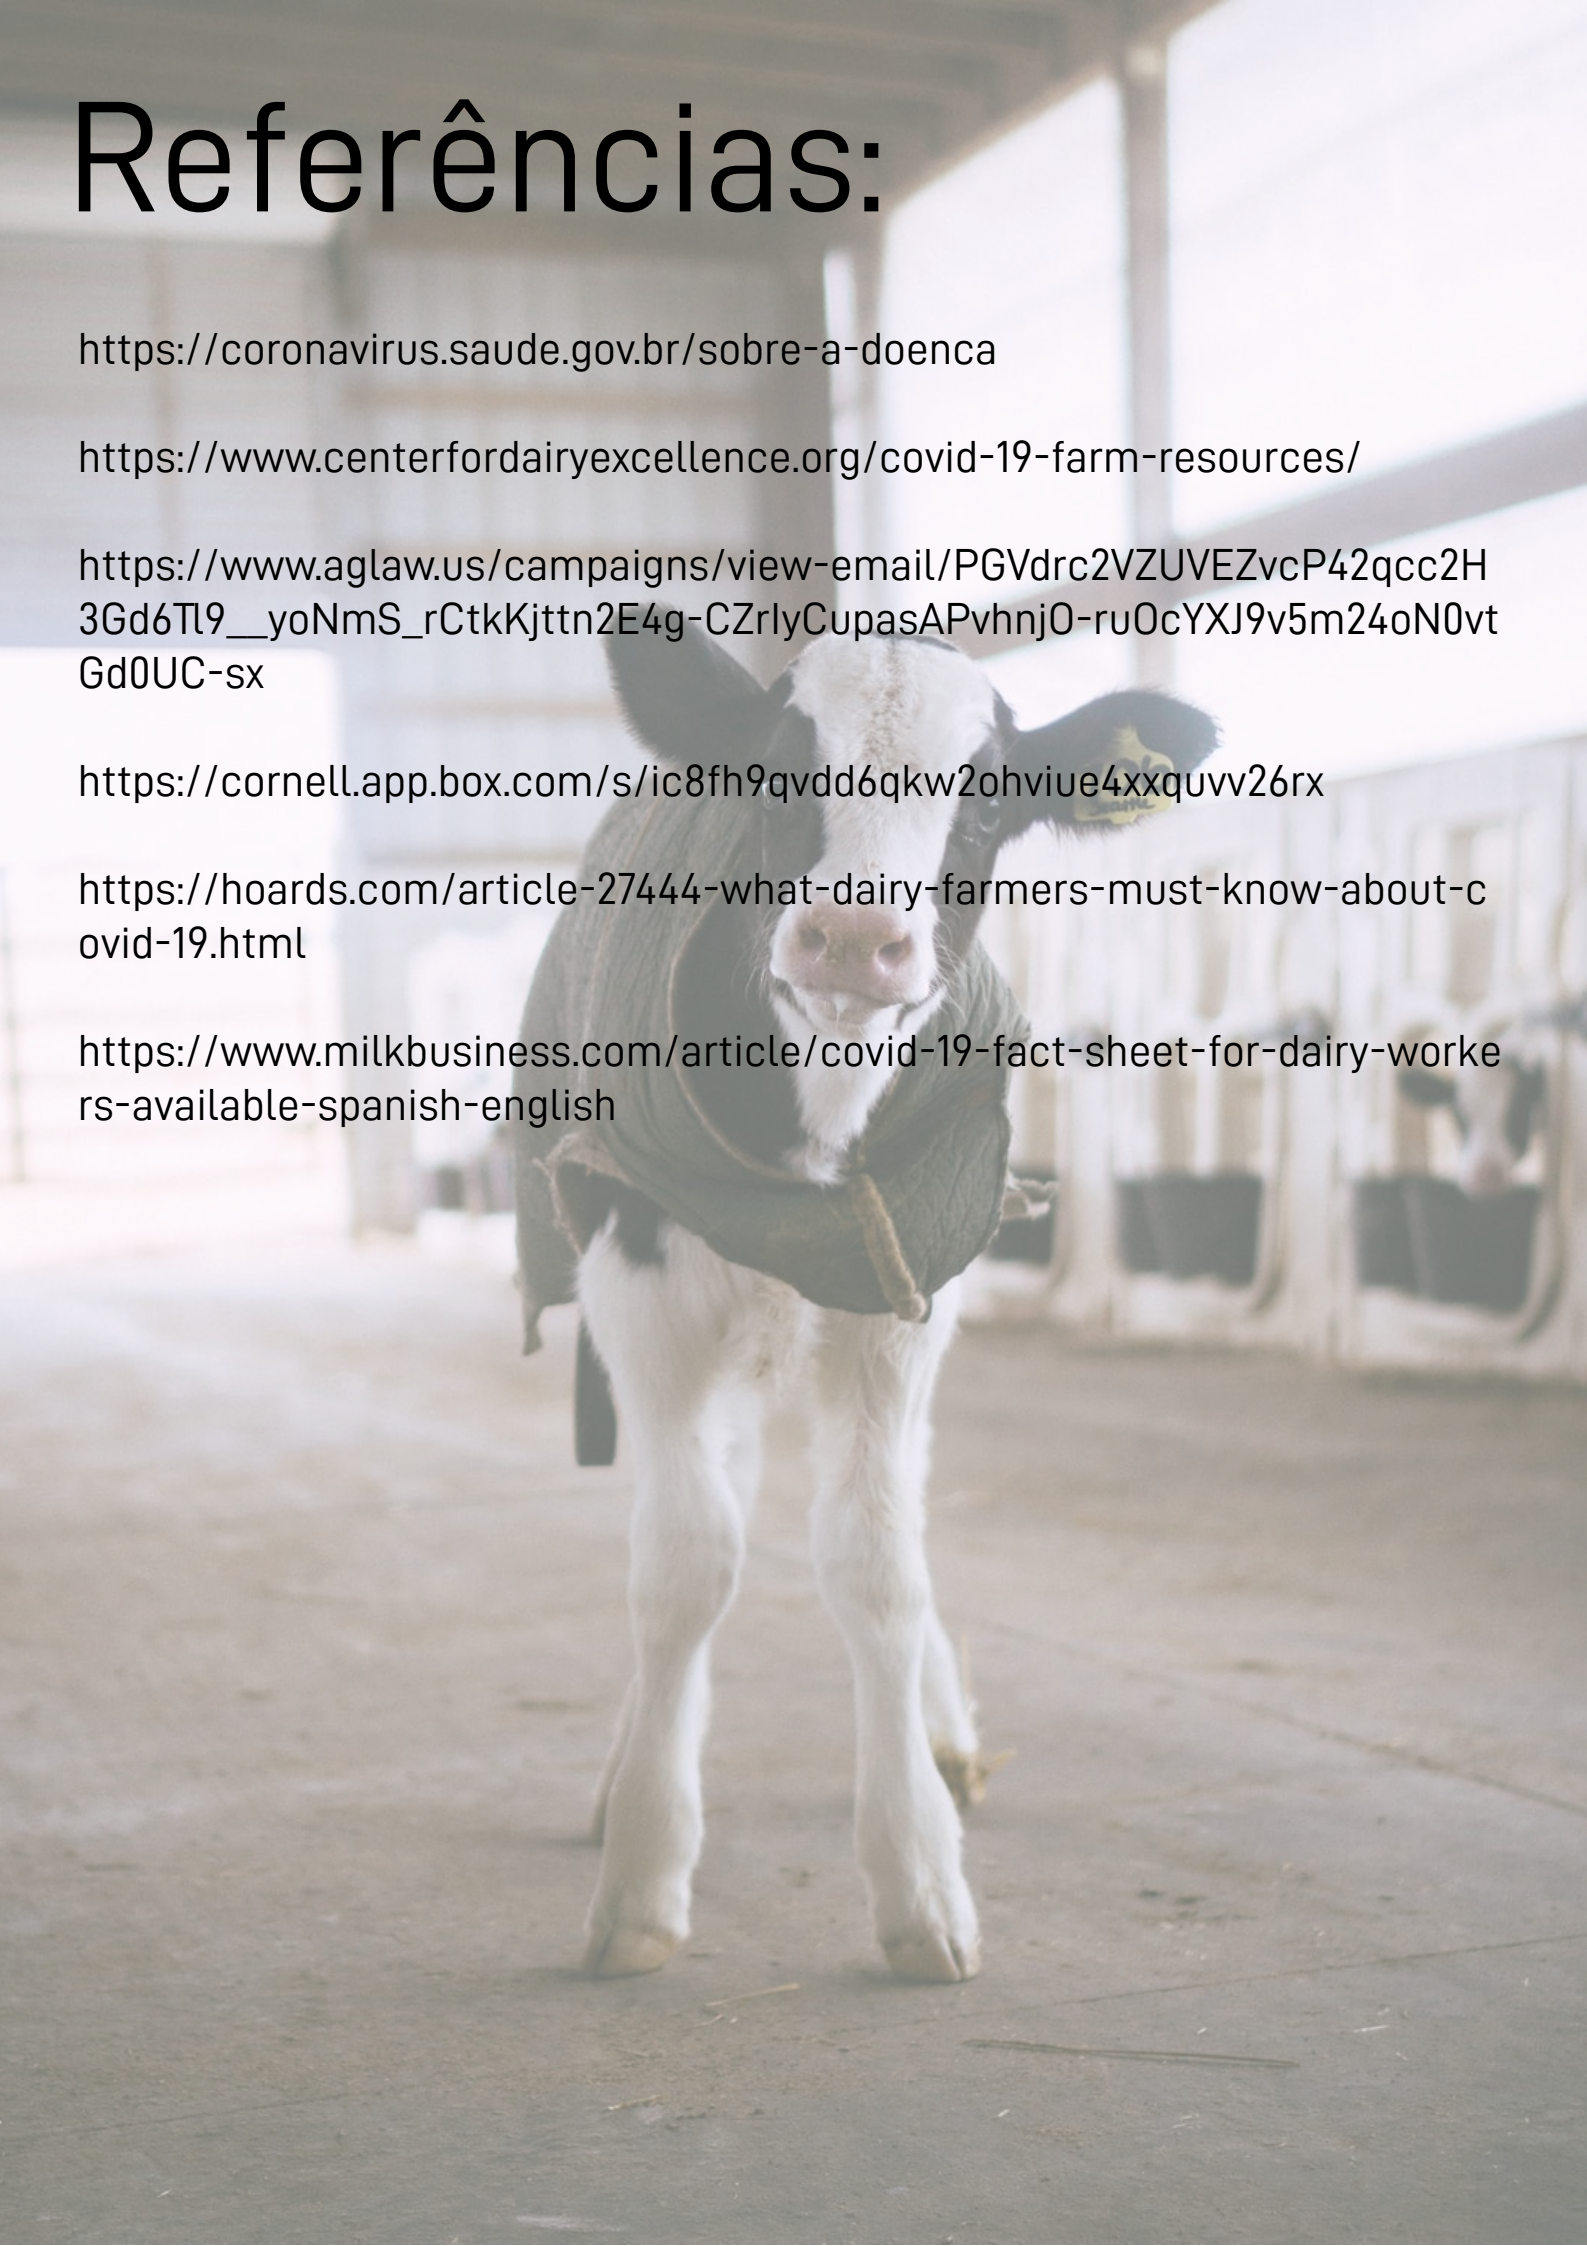 Referências:
https://coronavirus.saude.gov.br/sobre-a-doenca
https://www.centerfordairyexcellence.org/covid-19-farm-resources/
https://www.aglaw.us/campaigns/view-email/PGVdrc2VZUVEZvcP42qcc2H
3Gd6Tl9__yoNmS_rCtkKjttn2E4g-CZrIyCupasAPvhnjO-ruOcYXJ9v5m24oN0vt
Gd0UC-sx
https://cornell.app.box.com/s/ic8fh9qvdd6qkw2ohviue4xxquvv26rx
https://hoards.com/article-27444-what-dairy-farmers-must-know-about-c
ovid-19.html
https://www.milkbusiness.com/article/covid-19-fact-sheet-for-dairy-worke
rs-available-spanish-english